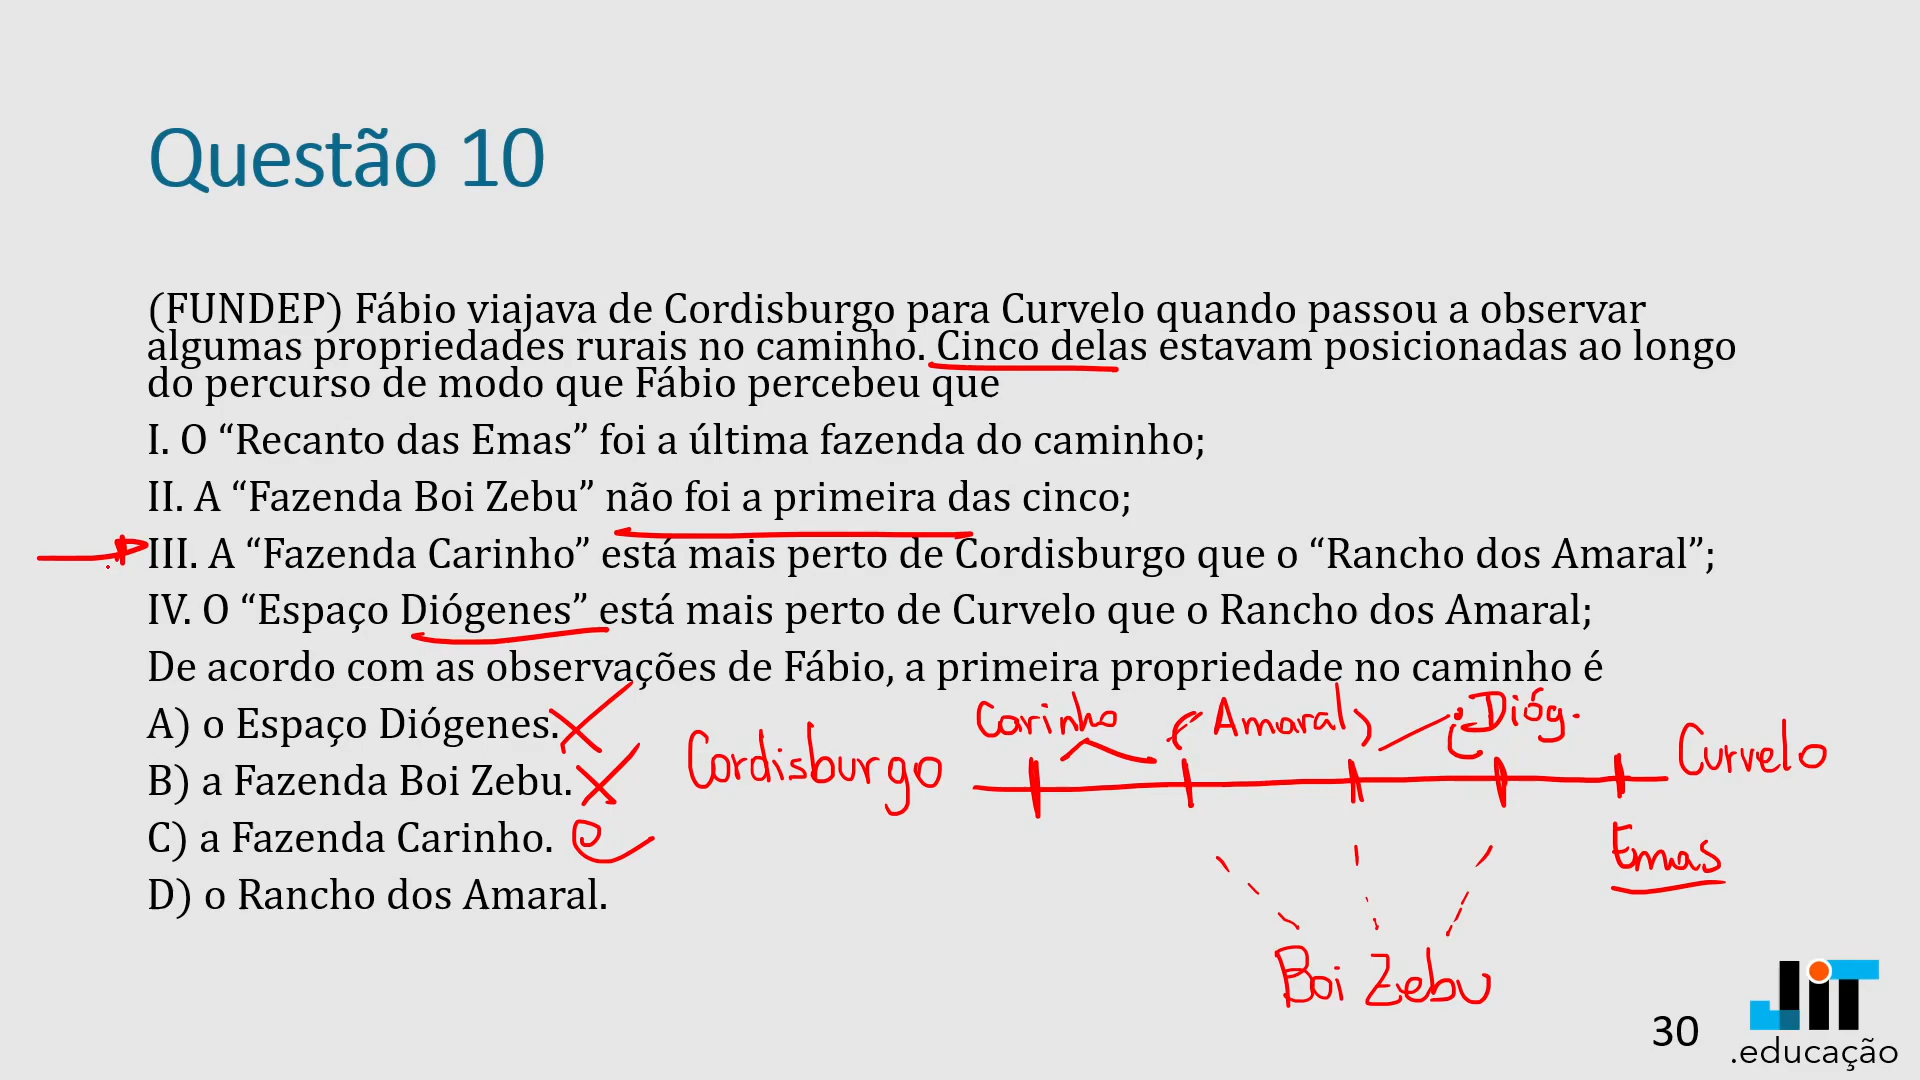 Questão 10
(FUNDEP) Fábio viajava de Cordisburgo para Curvelo quando passou a observar
algumas propriedades rurais no caminho. Cinco delas estavam posicionadas ao longo
do percurso de modo que Fábio percebeu que
I. O “Recanto das Emas” foi a última fazenda do caminho;
II. A “Fazenda Boi Zebu” não foi a primeira das cinco;
III. A “Fazenda Carinho” está mais perto de Cordisburgo que o “Rancho dos Amaral”;
IV. O “Espaço Diógenes” está mais perto de Curvelo que o Rancho dos Amaral;
De acordo com as observações de Fábio, a primeira propriedade no caminho é
A) o Espaço Diógenes.
B) a Fazenda Boi Zebu.
C) a Fazenda Carinho.
D) o Rancho dos Amaral.
Carinho (Amaral) Dióg.
Cordisburgo Curvelo
Emas
Boi Zebu
30
JiT
.educação